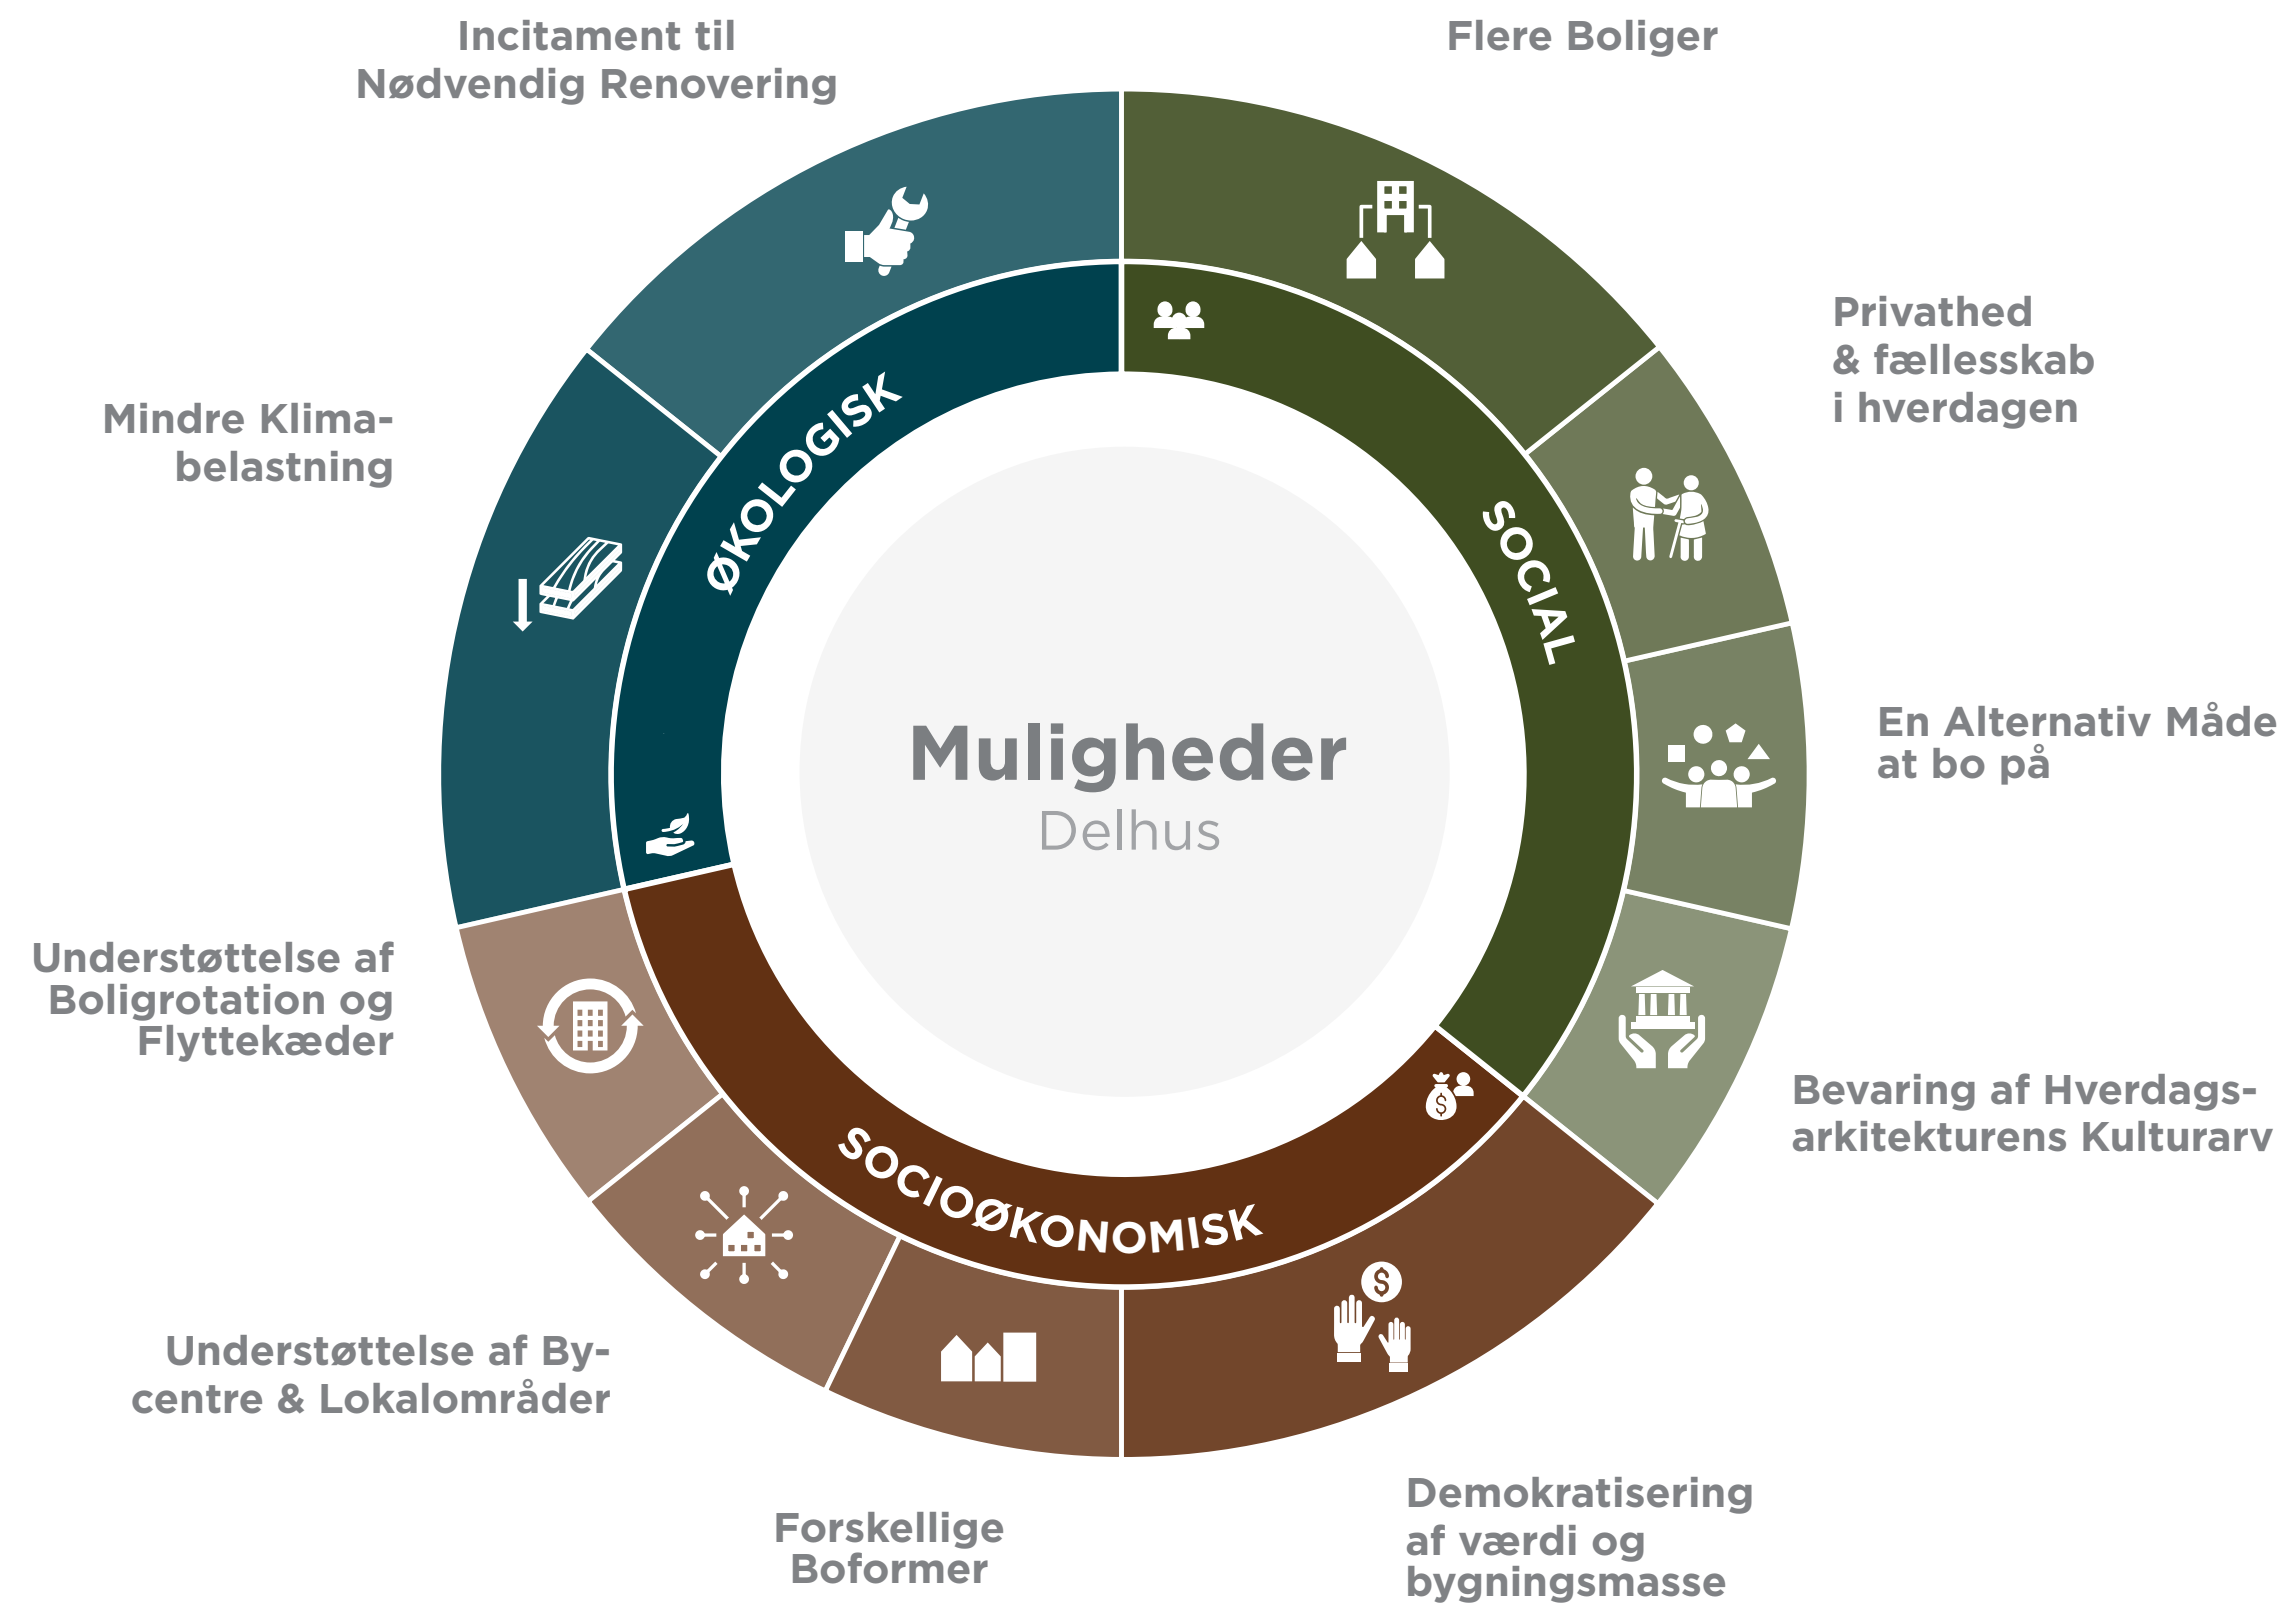 Incitament til
Nødvendig Renovering
Flere Boliger
Privathed
& fællesskab
i hverdagen
Mindre Klima-
belastning
ØKOLOGISK
SOCIAL
En Alternativ Måde
at bo på
Muligheder
Delhus
Understøttelse af
Boligrotation og
Flyttekæder
Bevaring af Hverdags-
arkitekturens Kulturarv
SOCIOØKONOMISK
Understøttelse af By-
centre & Lokalområder
Forskellige
Boformer
Demokratisering
af værdi og
bygningsmasse